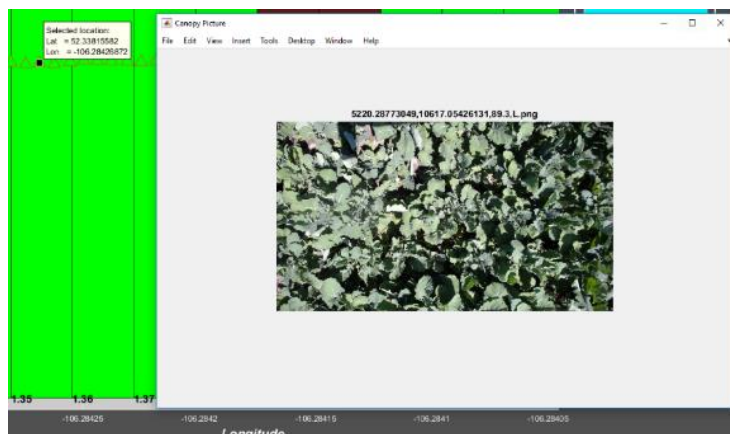 Selected location:
Lat = 52.33815582
Lon = -106.28426872
Canopy Picture
File Edit View Insert Tools Desktop Window Help
5220.28773049,10617.05426131,89.3,L.png
1.35 1.36 1.37
-106.28425 -106.2842 -106.28415 -106.2841 -106.28405
Longitude